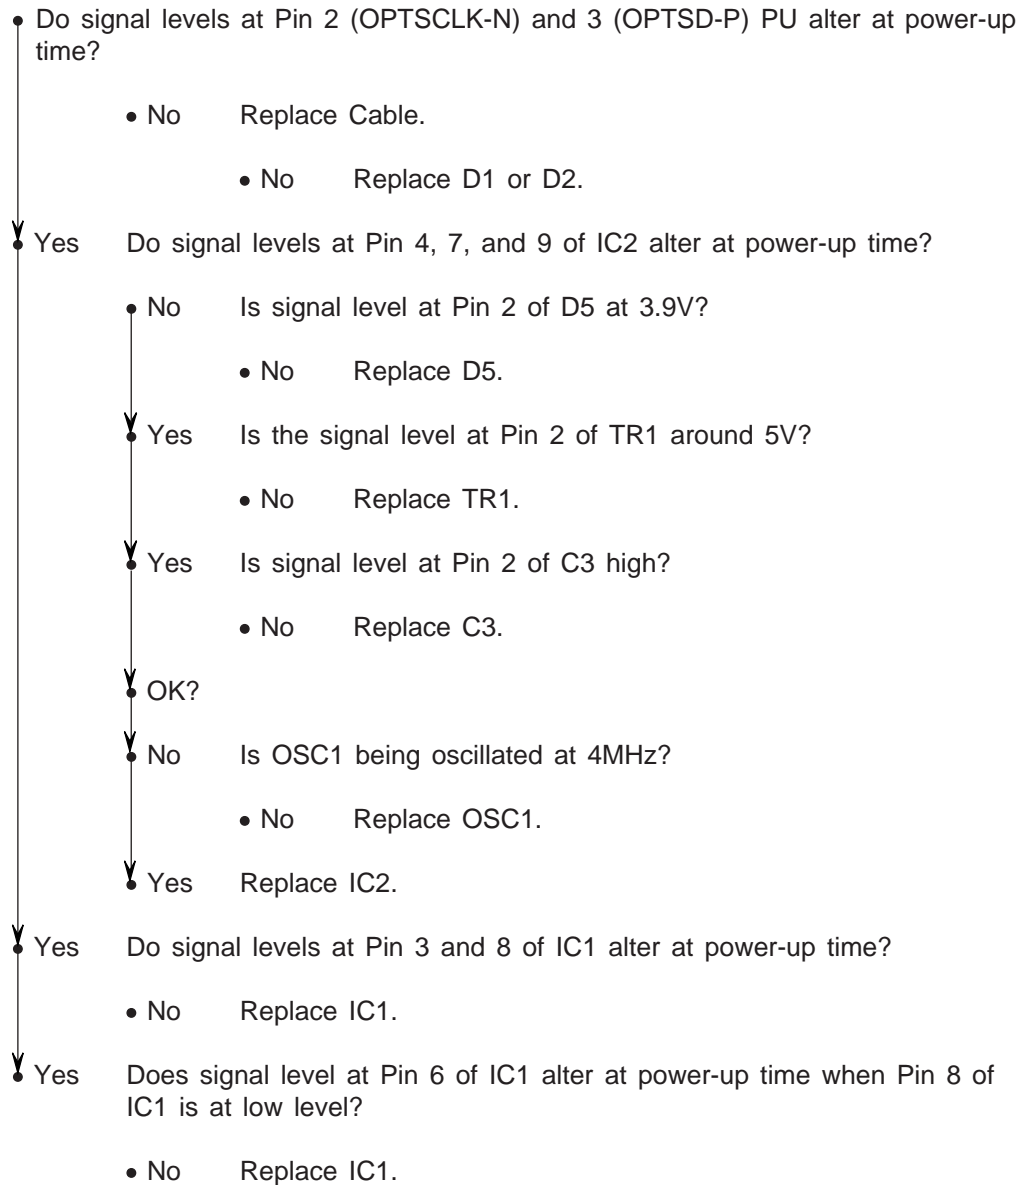 Do signal levels at Pin 2 (OPTSCLK-N) and 3 (OPTSD-P) PU alter at power-up
time?
No Replace Cable.
No Replace D1 or D2.
Yes Do signal levels at Pin 4, 7, and 9 of IC2 alter at power-up time?
No Is signal level at Pin 2 of D5 at 3.9V?
No Replace D5.
Yes Is the signal level at Pin 2 of TR1 around 5V?
No Replace TR1.
Yes Is signal level at Pin 2 of C3 high?
No Replace C3.
OK?
No Is OSC1 being oscillated at 4MHz?
No Replace OSC1.
Yes Replace IC2.
Yes Do signal levels at Pin 3 and 8 of IC1 alter at power-up time?
No Replace IC1.
Yes Does signal level at Pin 6 of IC1 alter at power-up time when Pin 8 of
IC1 is at low level?
No Replace IC1.